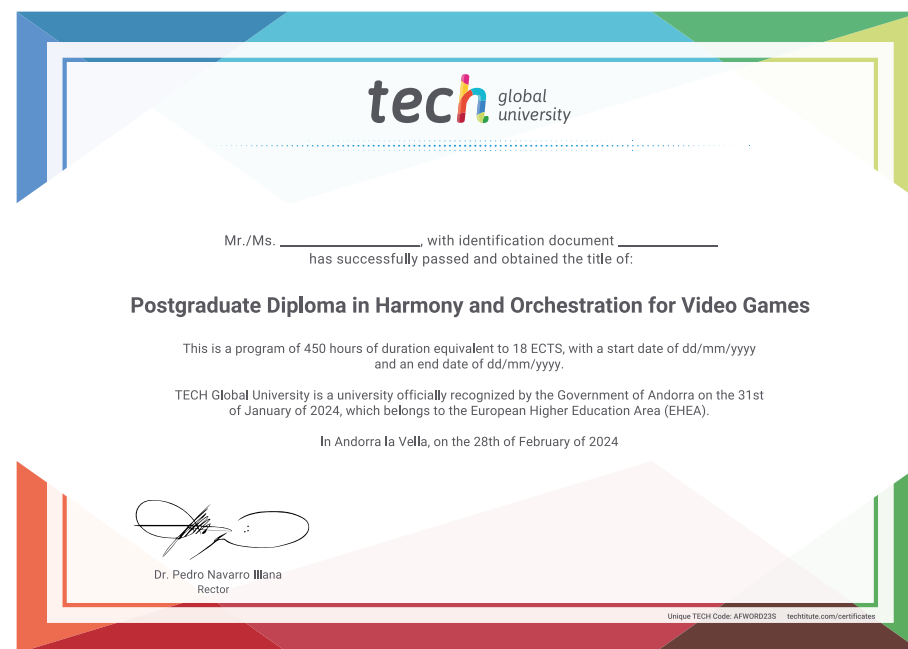 tech global
university
Mr./Ms. ____________, with identification document ____________
has successfully passed and obtained the title of:
Postgraduate Diploma in Harmony and Orchestration for Video Games
This is a program of 450 hours of duration equivalent to 18 ECTS, with a start date of dd/mm/yyyy
and an end date of dd/mm/yyyy.
TECH Global University is a university officially recognized by the Government of Andorra on the 31st
of January of 2024, which belongs to the European Higher Education Area (EHEA).
In Andorra la Vella, on the 28th of February of 2024
Dr. Pedro Navarro Illana
Rector
Unique TECH Code: AFWORD23S techtitute.com/certificates